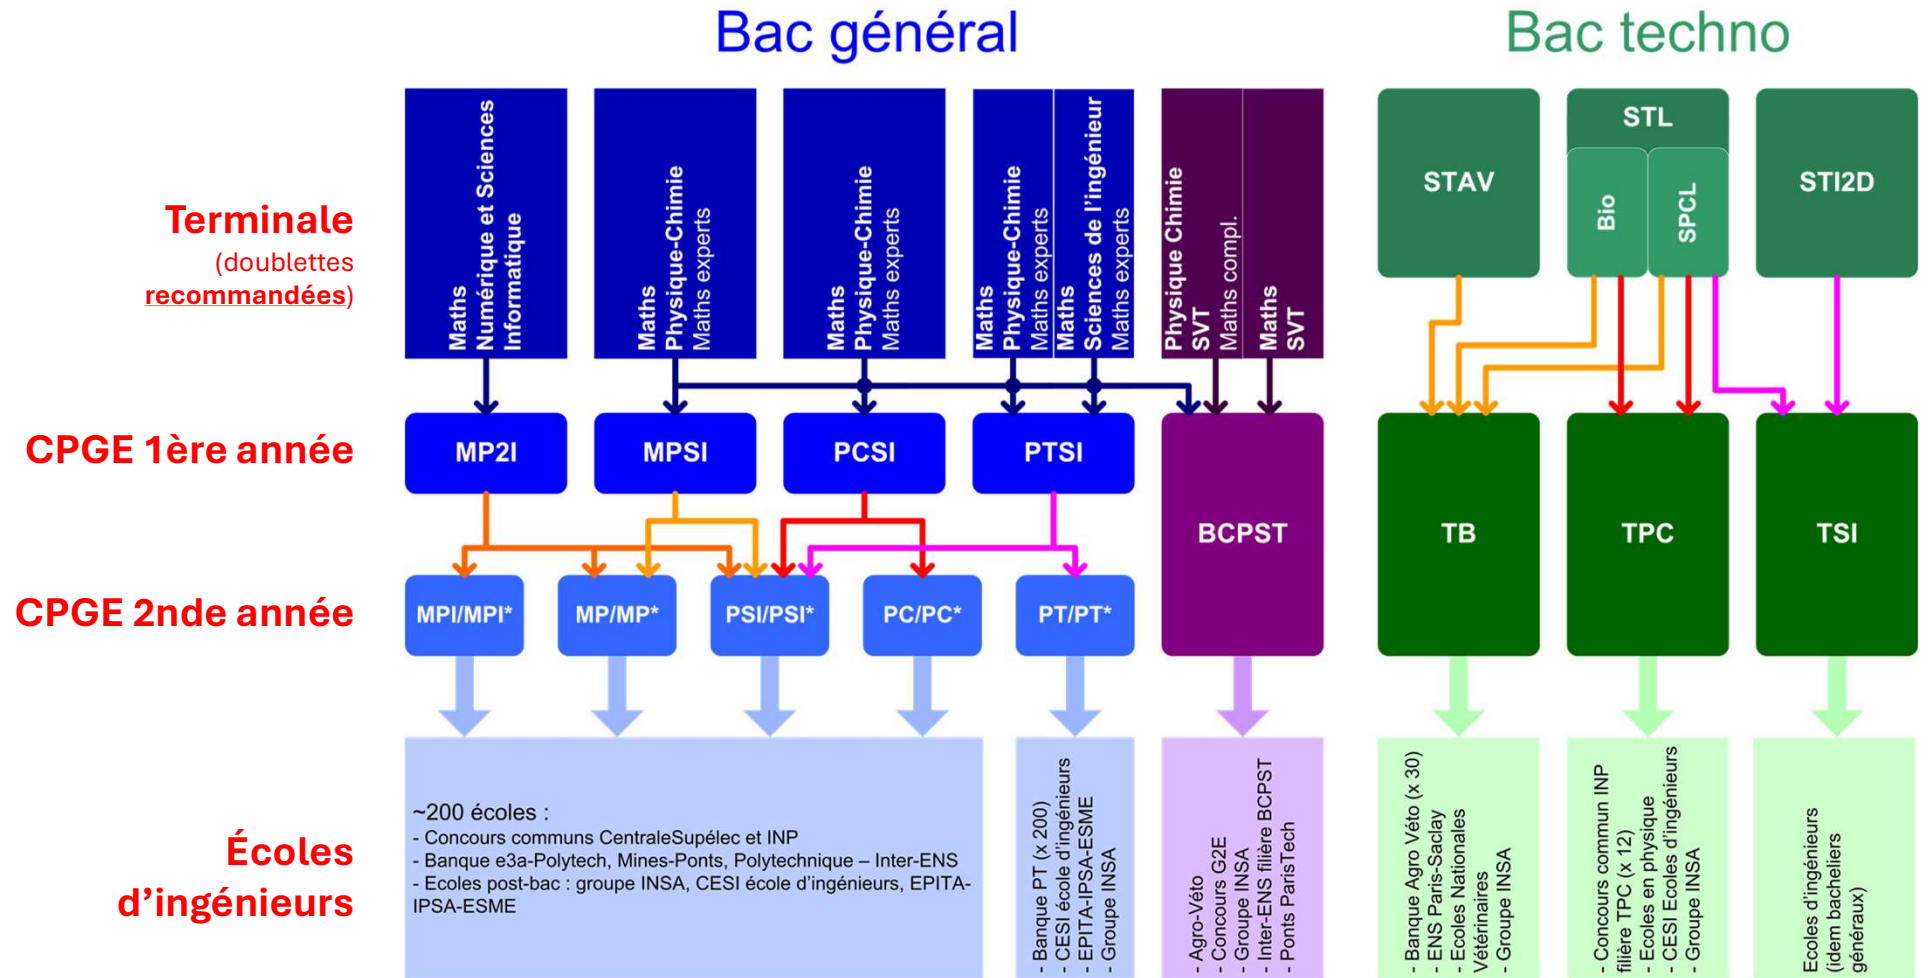 Bac général
Bac techno
Terminale
(doublettes
recommandées)
Maths
Numérique et Sciences
Informatique
Maths
Physique-Chimie
Maths experts
Maths
Physique-Chimie
Maths experts
Maths
Physique-Chimie
Maths experts
Maths
Sciences de l'ingénieur
Maths experts
Physique Chimie
SVT
Maths compl.
Maths
SVT
STAV
STL
Bio
SPCL
STI2D
CPGE 1ère année
MP2I
MPSI
PCSI
PTSI
BCPST
TB
TPC
TSI
CPGE 2nde année
MPI/MPI*
MP/MP*
PSI/PSI*
PC/PC*
PT/PT*
Écoles
d’ingénieurs
~200 écoles :
- Concours communs CentraleSupélec et INP
- Banque e3a-Polytech, Mines-Ponts, Polytechnique – Inter-ENS
- Ecoles post-bac : groupe INSA, CESI école d'ingénieurs, EPITA-
IPSA-ESME
- Banque PT (x 200)
- CESI école d'ingénieurs
- EPITA-IPSA-ESME
- Groupe INSA
- Agro-Véto
- Concours G2E
- Groupe INSA
- Inter-ENS filière BCPST
- Ponts ParisTech
- Banque Agro Véto (x 30)
- ENS Paris-Saclay
- Ecoles Nationales
Vétérinaires
- Groupe INSA
- Concours commun INP
filière TPC (x 12)
- Ecoles en physique
- CESI Ecoles d'ingénieurs
- Groupe INSA
Ecoles d'ingénieurs
(idem bacheliers
généraux)